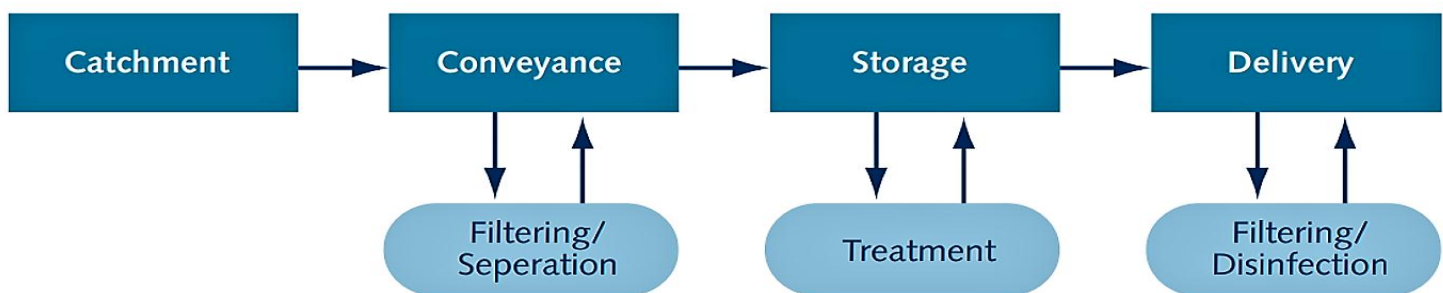 Catchment
Conveyance
Storage
Delivery
Filtering/
Seperation
Treatment
Filtering/
Disinfection